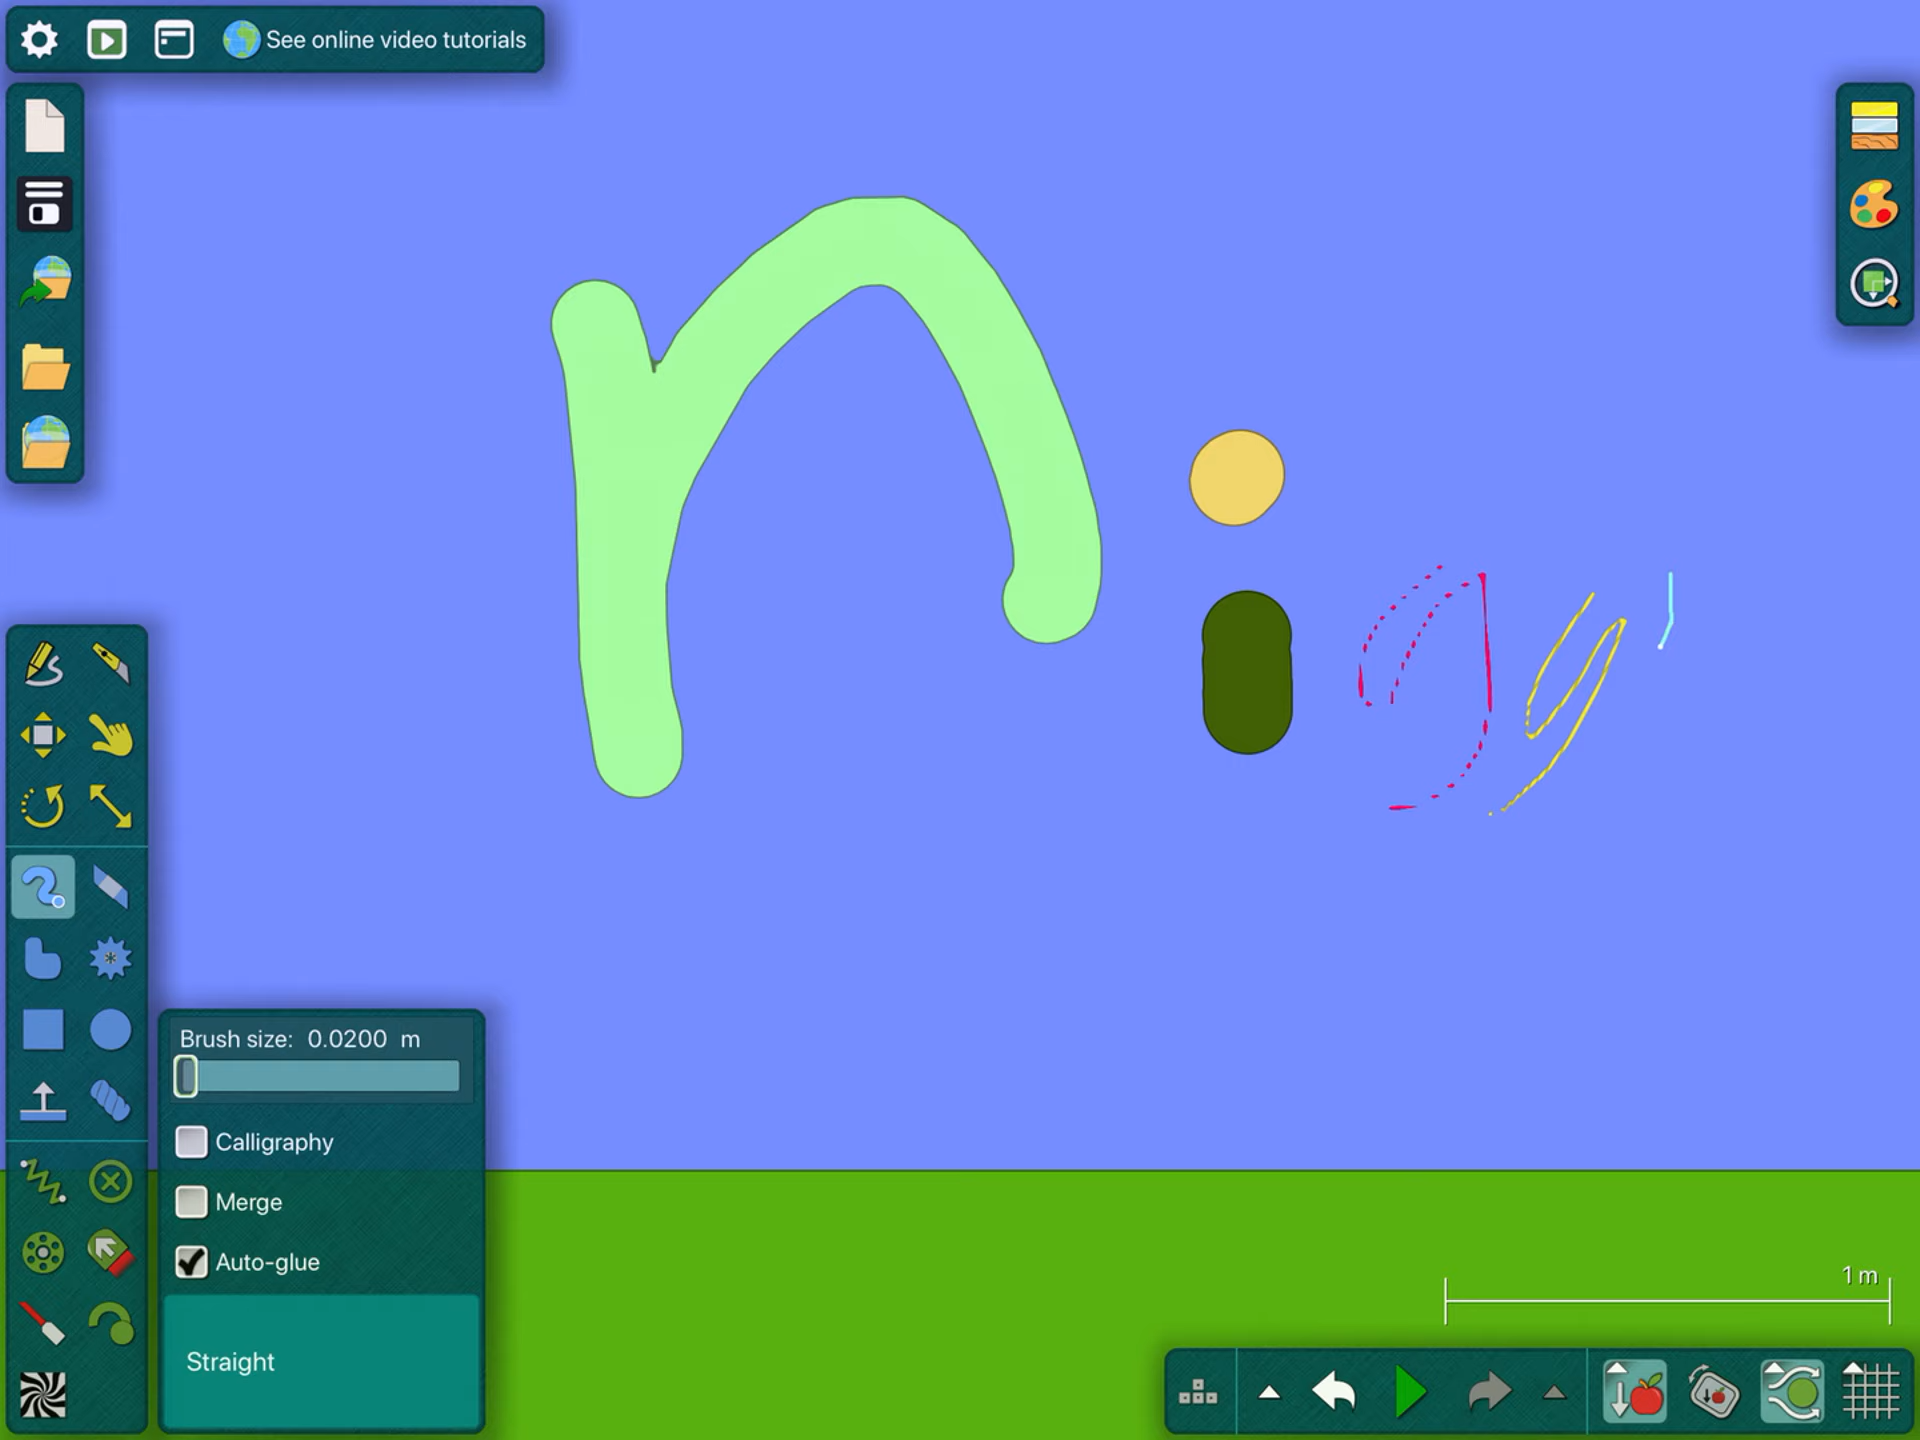 See online video tutorials
Brush size: 0.0200 m
Calligraphy
Merge
Auto-glue
Straight
1 m